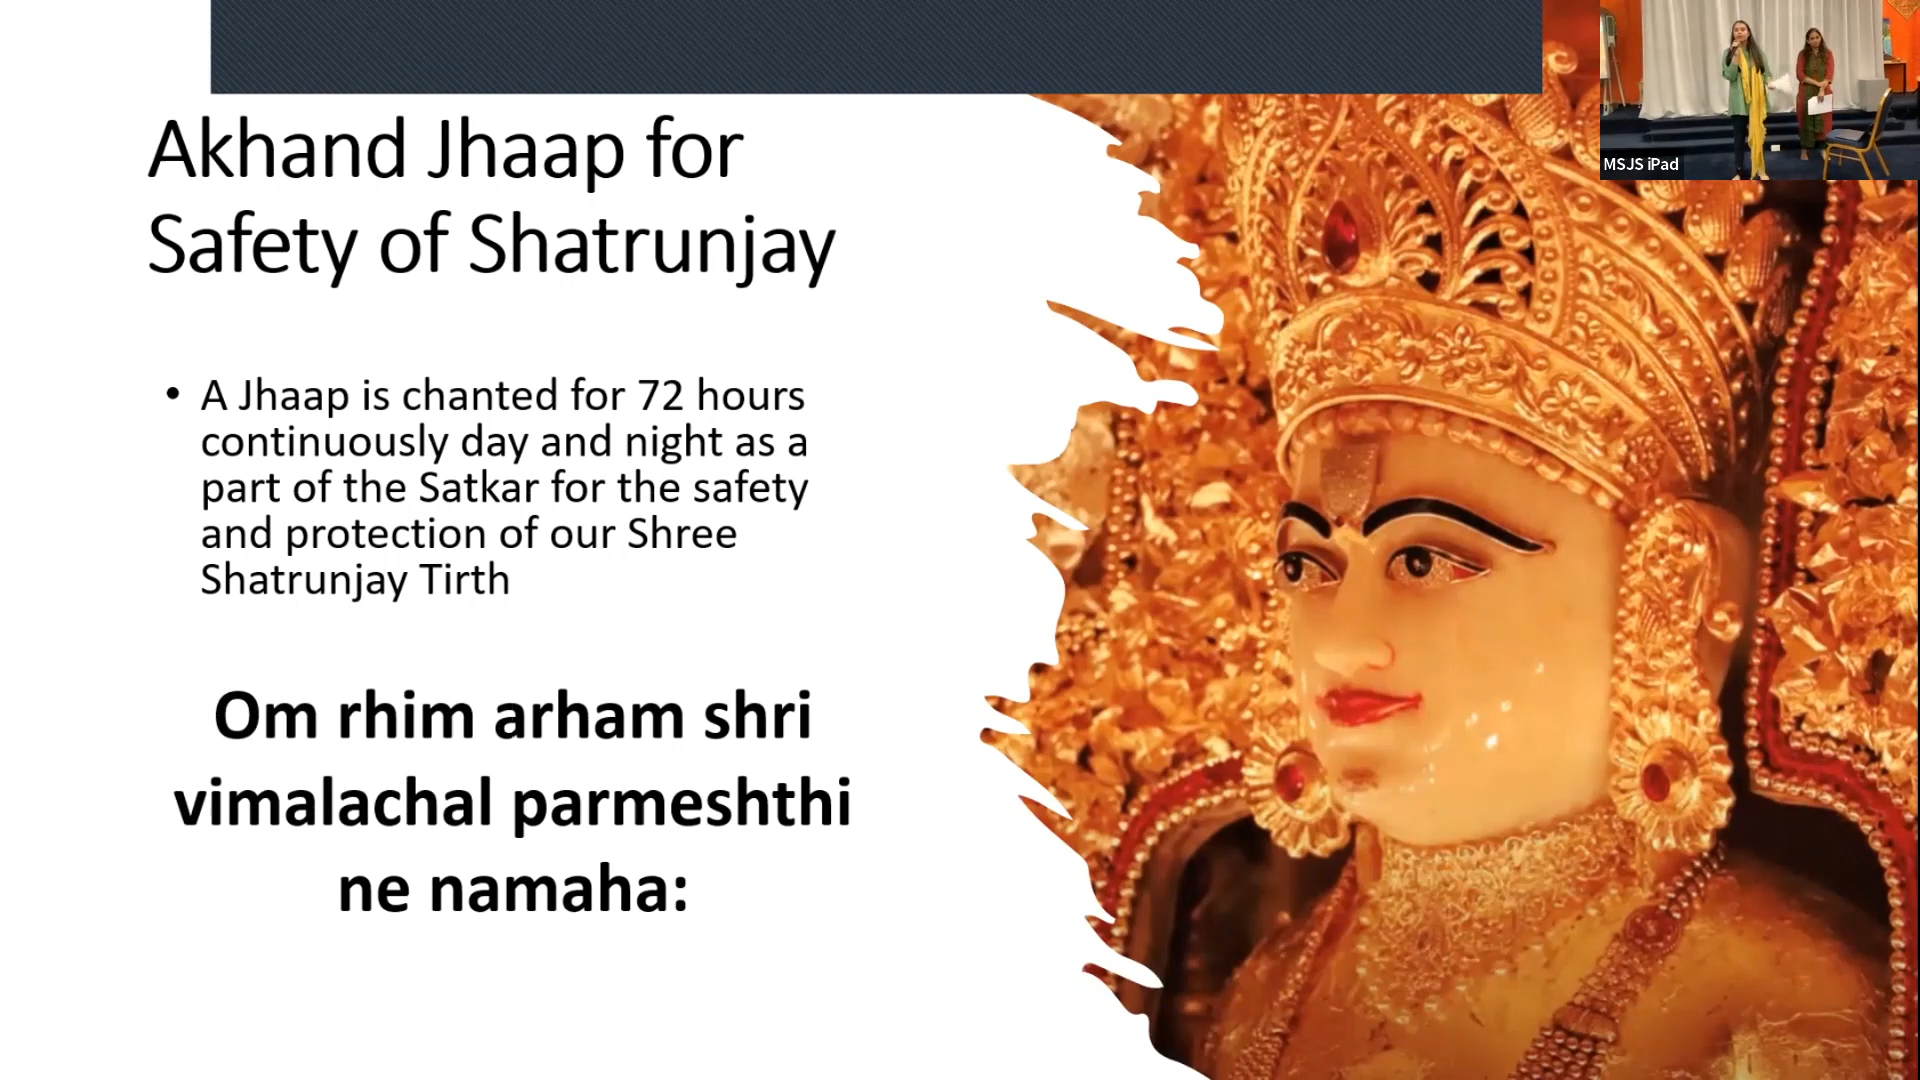 Akhand Jhaap for
Safety of Shatrunjay
• A Jhaap is chanted for 72 hours
continuously day and night as a
part of the Satkar for the safety
and protection of our Shree
Shatrunjay Tirth
Om rhim arham shri
vimalachal parmeshthi
ne namaha:
MSJS iPad